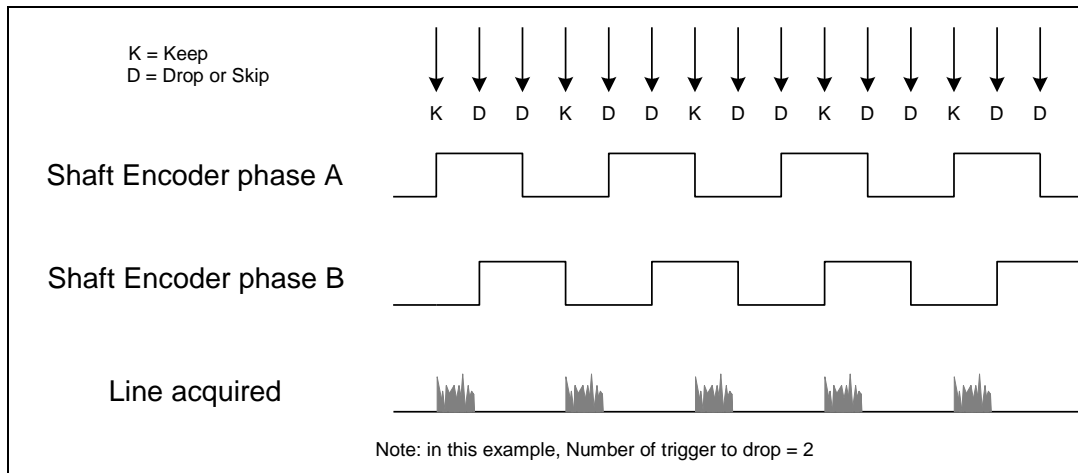 K = Keep
D = Drop or Skip
K D D K D D K D D K D D K D D
Shaft Encoder phase A
Shaft Encoder phase B
Line acquired
Note: in this example, Number of trigger to drop = 2